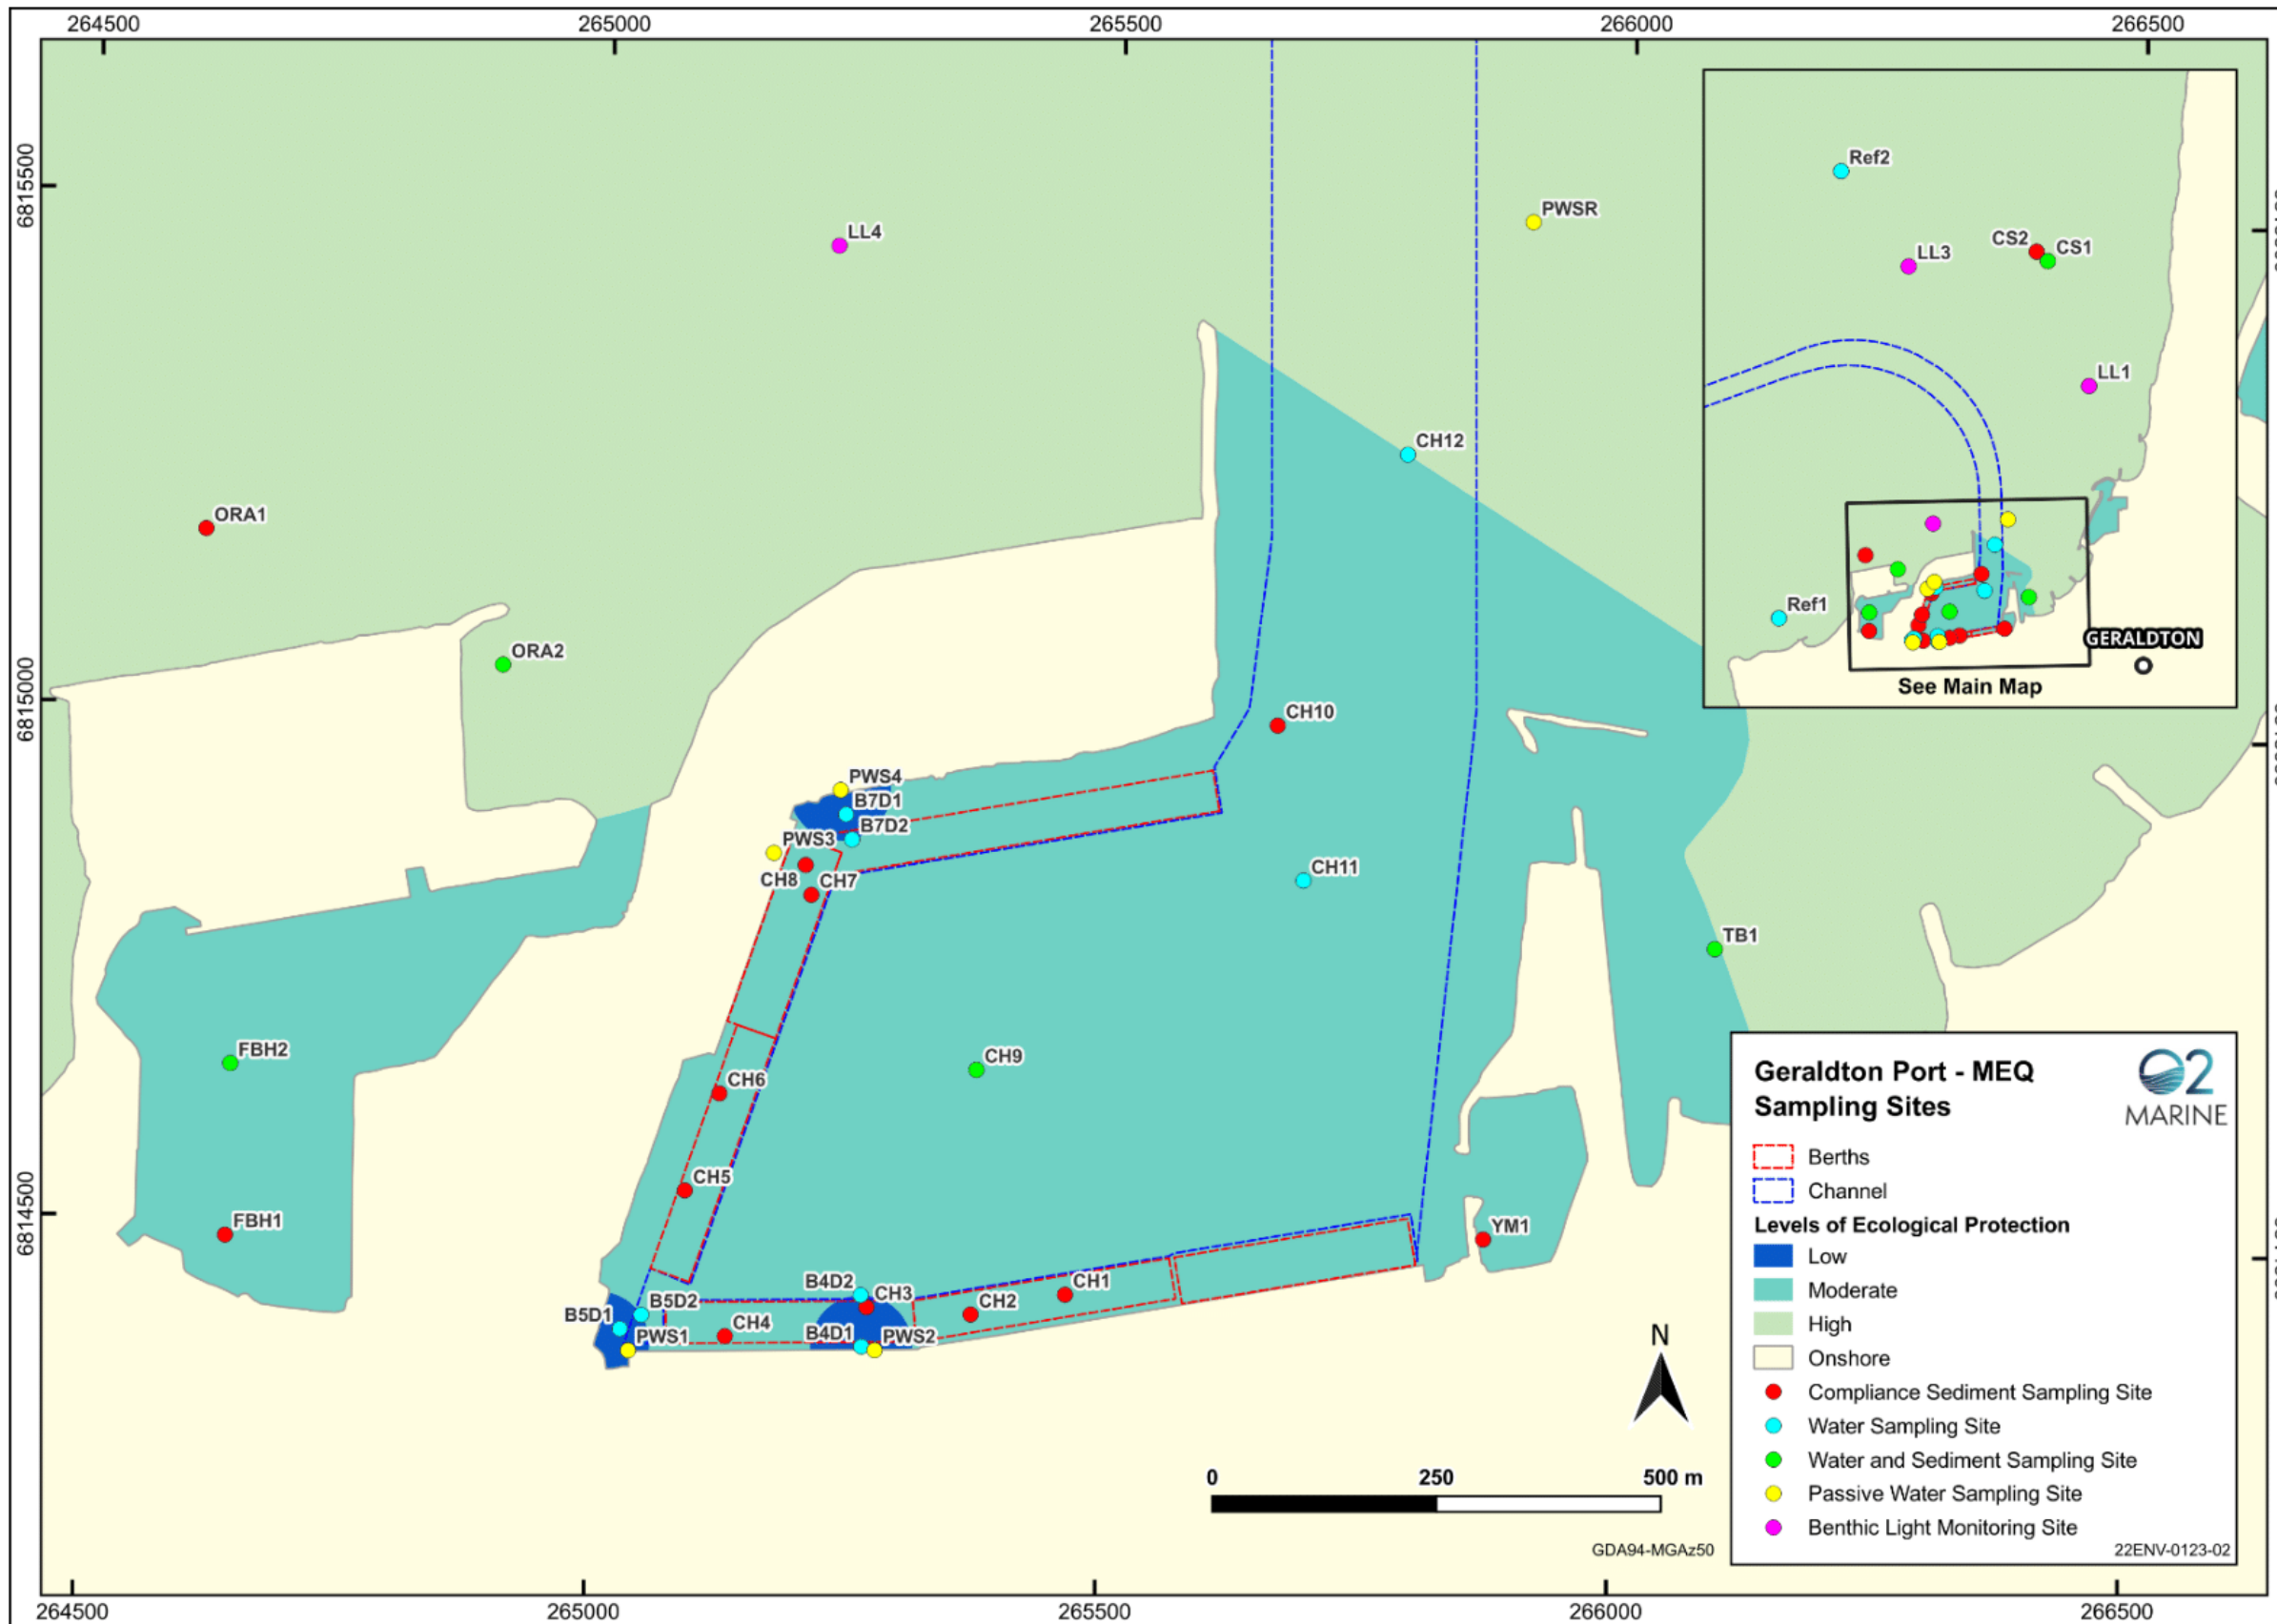 264500
265000
265500
266000
266500
6815500
6815000
6814500
Ref2
CS2
CS1
LL3
LL1
Ref1
GERALDTON
See Main Map
PWSR
LL4
CH12
ORA1
ORA2
CH10
PWS4
B7D1
B7D2
PWS3
CH8
CH7
CH11
TB1
FBH2
CH9
CH6
CH5
FBH1
YM1
B4D2
CH3
CH1
B5D2
CH2
B5D1
CH4
B4D1
PWS1
PWS2
N
0
250
500 m
GDA94-MGAz50
Geraldton Port - MEQ
Sampling Sites
O2
MARINE
Berths
Channel
Levels of Ecological Protection
Low
Moderate
High
Onshore
Compliance Sediment Sampling Site
Water Sampling Site
Water and Sediment Sampling Site
Passive Water Sampling Site
Benthic Light Monitoring Site
22ENV-0123-02
264500
265000
265500
266000
266500